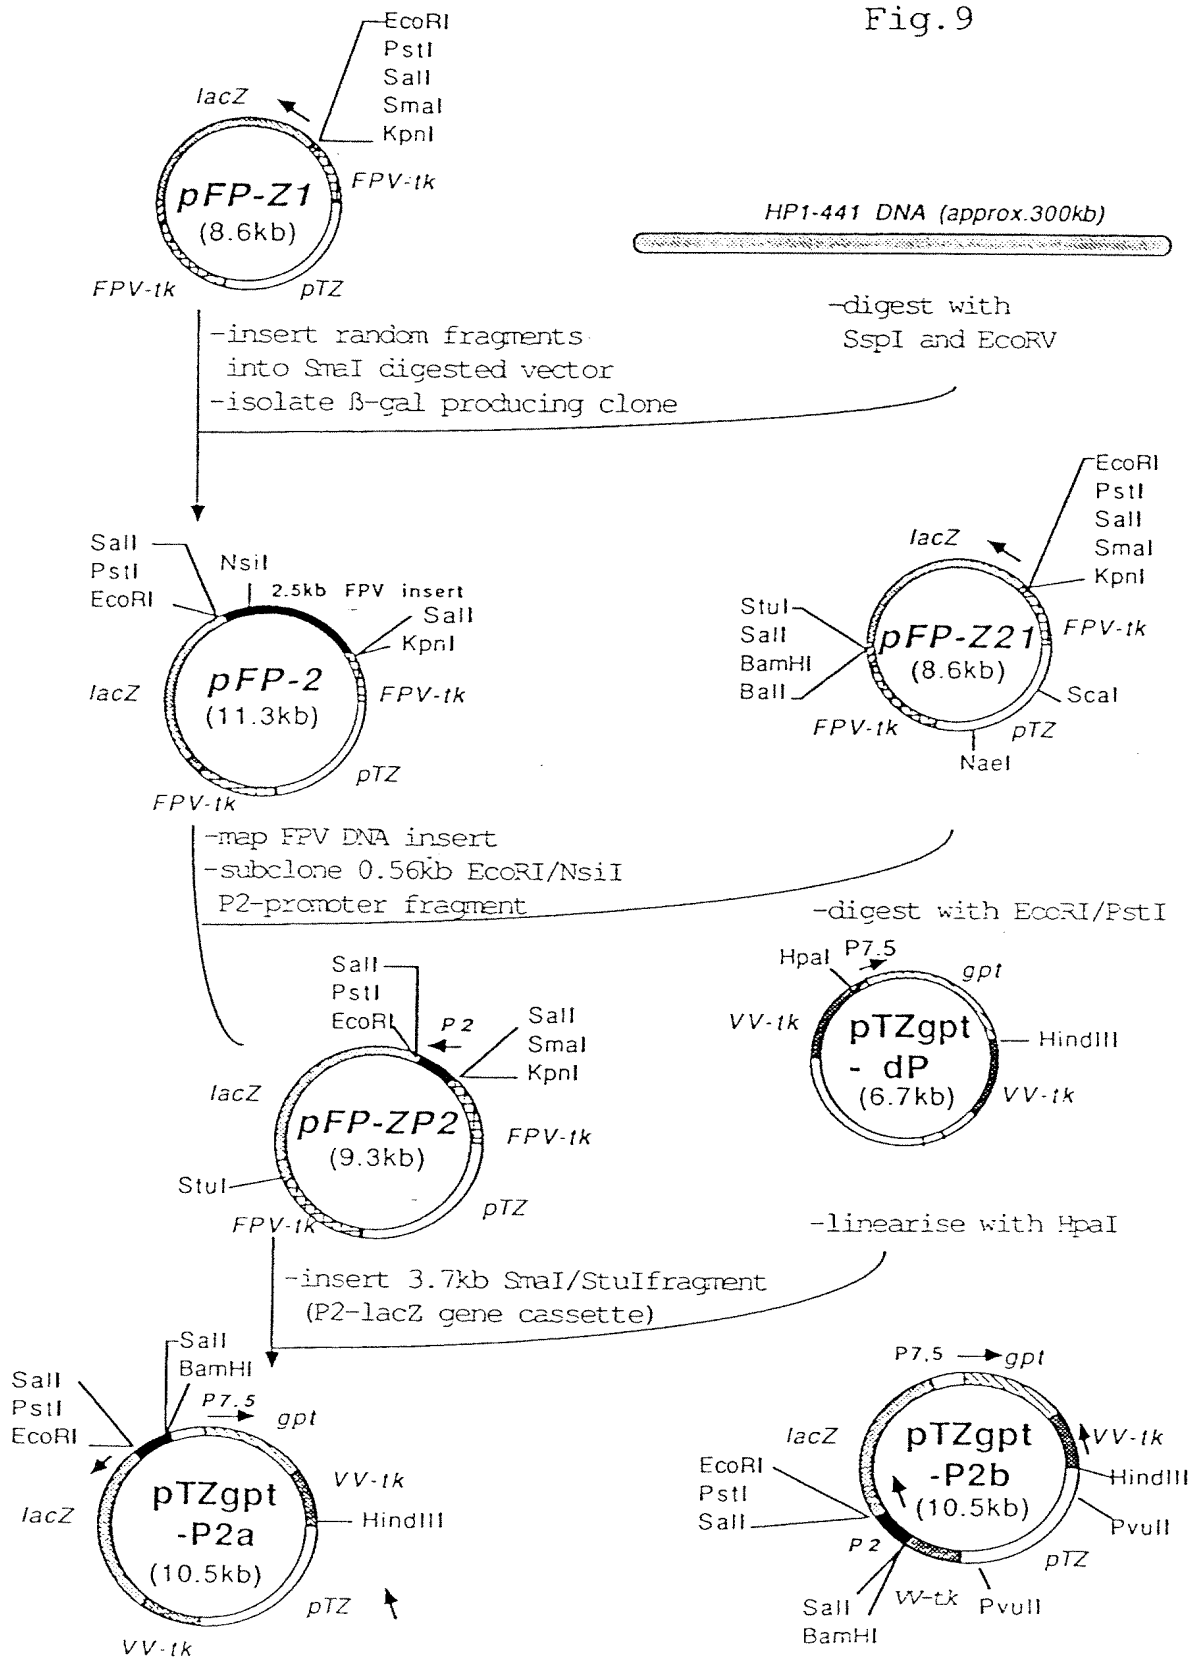 Fig.9
EcoRI
PstI
SalI
SmaI
KpnI
lacZ
pFP-Z1
(8.6kb)
FPV-tk
FPV-tk
pTZ
HP1-441 DNA (approx.300kb)
-digest with
SspI and EcoRV
-insert random fragments
into SmaI digested vector
-isolate ß-gal producing clone
SalI
PstI
EcoRI
NsiI
2.5kb FPV insert
SalI
KpnI
lacZ
pFP-2
(11.3kb)
FPV-tk
pTZ
FPV-tk
EcoRI
PstI
SalI
SmaI
KpnI
lacZ
StuI
SalI
BamHI
BalI
pFP-Z21
(8.6kb)
FPV-tk
ScaI
FPV-tk
pTZ
NaeI
-map FPV DNA insert
-subclone 0.56kb EcoRI/NsiI
P2-promoter fragment
-digest with EcoRI/PstI
SalI
PstI
EcoRI
P2
SalI
SmaI
KpnI
lacZ
pFP-ZP2
(9.3kb)
FPV-tk
StuI
FPV-tk
pTZ
HpaI
P7.5
gpt
VV-tk
pTZgpt
- dP
(6.7kb)
HindIII
VV-tk
-linearise with HpaI
-insert 3.7kb SmaI/StuIfragment
(P2-lacZ gene cassette)
SalI
BamHI
SalI
PstI
EcoRI
P7.5
gpt
lacZ
pTZgpt
-P2a
(10.5kb)
VV-tk
HindIII
pTZ
VV-tk
P7.5
gpt
lacZ
pTZgpt
-P2b
(10.5kb)
VV-tk
HindIII
PvuII
EcoRI
PstI
SalI
P2
pTZ
VV-tk
PvuII
SalI
BamHI